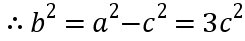 ∴ b² = a²−c² = 3c²